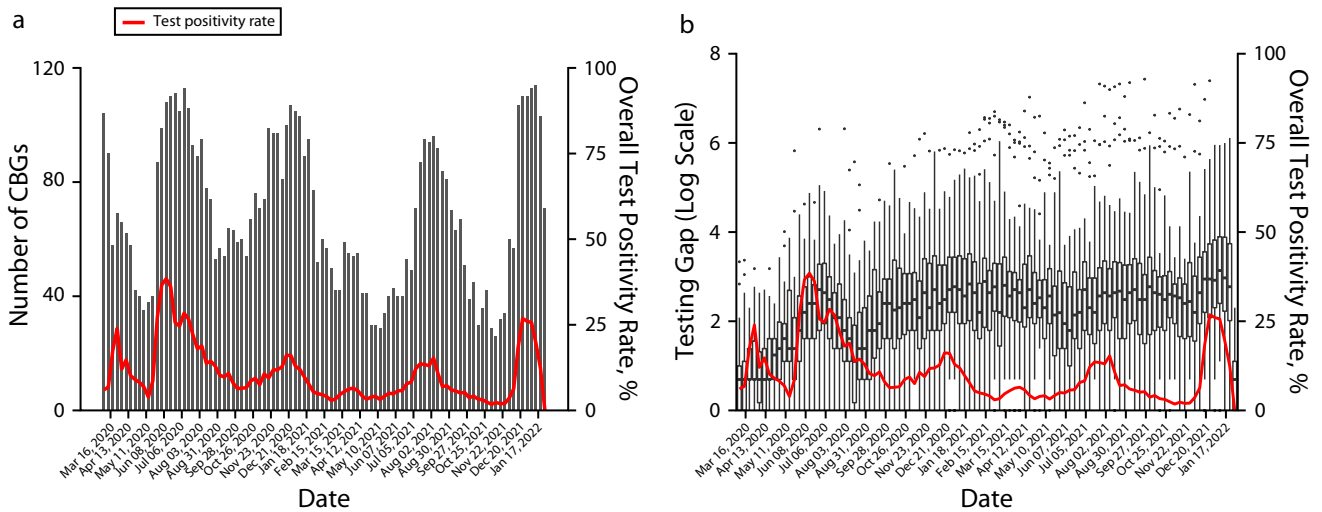 a
Test positivity rate
120
80
40
0
Number of CBGs
100
75
50
25
0
Overall Test Positivity Rate, %
Mar 16, 2020
Apr 13, 2020
May 11, 2020
Jun 08, 2020
Jul 06, 2020
Aug 03, 2020
Aug 31, 2020
Sep 28, 2020
Oct 26, 2020
Nov 23, 2020
Dec 21, 2020
Jan 18, 2021
Feb 15, 2021
Mar 15, 2021
Apr 12, 2021
May 10, 2021
Jun 07, 2021
Jul 05, 2021
Aug 02, 2021
Aug 30, 2021
Sep 27, 2021
Oct 25, 2021
Nov 22, 2021
Dec 20, 2021
Jan 17, 2022
Date
b
8
6
4
2
0
Testing Gap (Log Scale)
100
75
50
25
0
Overall Test Positivity Rate, %
Mar 16, 2020
Apr 13, 2020
May 11, 2020
Jun 08, 2020
Jul 06, 2020
Aug 03, 2020
Aug 31, 2020
Sep 28, 2020
Oct 26, 2020
Nov 23, 2020
Dec 21, 2020
Jan 18, 2021
Feb 15, 2021
Mar 15, 2021
Apr 12, 2021
May 10, 2021
Jun 07, 2021
Jul 05, 2021
Aug 02, 2021
Aug 30, 2021
Sep 27, 2021
Oct 25, 2021
Nov 22, 2021
Dec 20, 2021
Jan 17, 2022
Date